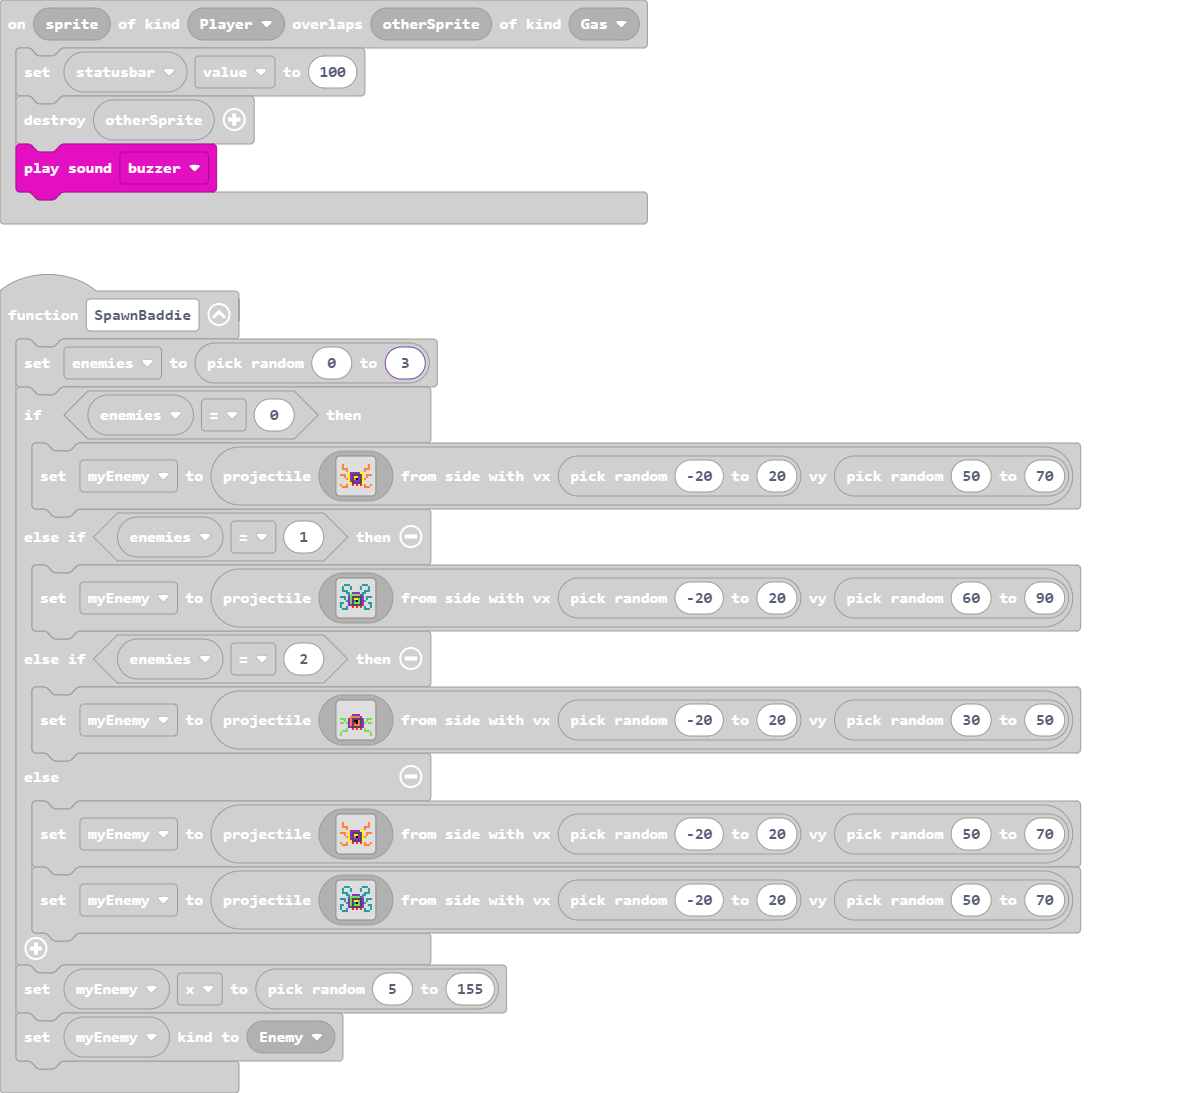 on sprite of kind Player overlaps otherSprite of kind Gas
set statusbar value to 100
destroy otherSprite
play sound buzzer
function SpawnBaddie
set enemies to pick random 0 to 3
if enemies = 0 then
set myEnemy to projectile from side with vx pick random -20 to 20 vy pick random 50 to 70
else if enemies = 1 then
set myEnemy to projectile from side with vx pick random -20 to 20 vy pick random 60 to 90
else if enemies = 2 then
set myEnemy to projectile from side with vx pick random -20 to 20 vy pick random 30 to 50
else
set myEnemy to projectile from side with vx pick random -20 to 20 vy pick random 50 to 70
set myEnemy to projectile from side with vx pick random -20 to 20 vy pick random 50 to 70
set myEnemy x to pick random 5 to 155
set myEnemy kind to Enemy